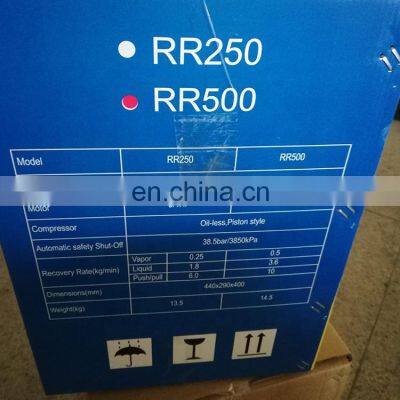 RR250
RR500
Model RR250 RR500
en.china.cn
Motor
Compressor Oil-less, Piston style
Automatic safety Shut-Off 38.5bar/3850kPa
Recovery Rate(kg/min) Vapor 0.25 0.5
Liquid 1.8 3.6
Push/pull 6.0 10
Dimensions(mm) 440x290x400
Weight(kg) 13.5 14.5